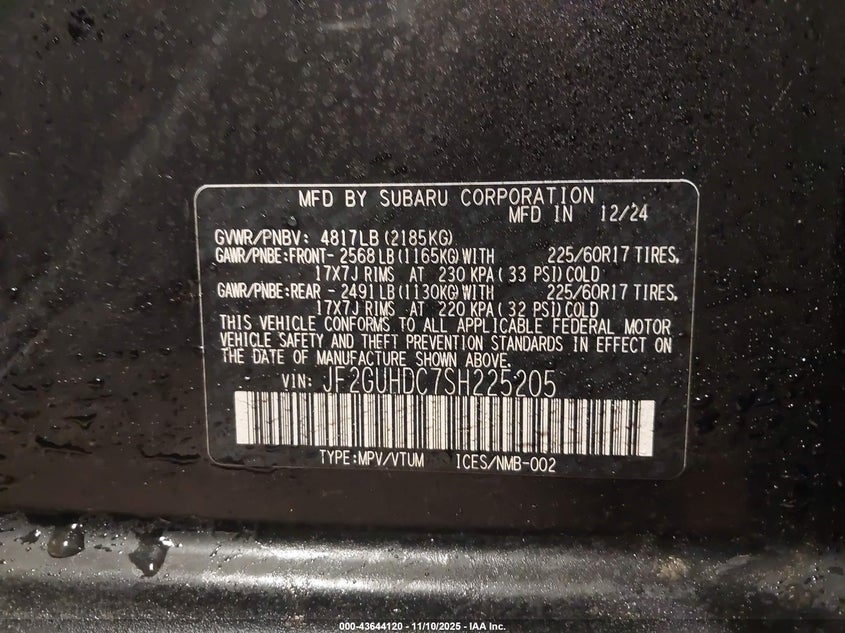 MFD BY SUBARU CORPORATION
MFD IN 12/24
GVWR/PNBV: 4817LB (2185KG)
GAWR/PNBE:FRONT- 2568 LB (1165KG) WITH 225/60R17 TIRES,
17X7J RIMS AT 230 KPA ( 33 PSI) COLD
GAWR/PNBE:REAR - 2491 LB (1130KG) WITH 225/60R17 TIRES,
17X7J RIMS AT 220 KPA ( 32 PSI) COLD
THIS VEHICLE CONFORMS TO ALL APPLICABLE FEDERAL MOTOR
VEHICLE SAFETY AND THEFT PREVENTION STANDARDS IN EFFECT ON
THE DATE OF MANUFACTURE SHOWN ABOVE.
VIN: JF2GUHDC7SH225205
TYPE:MPV/VTUM ICES/NMB-002
000-43644120 — 11/10/2025 — IAA Inc.